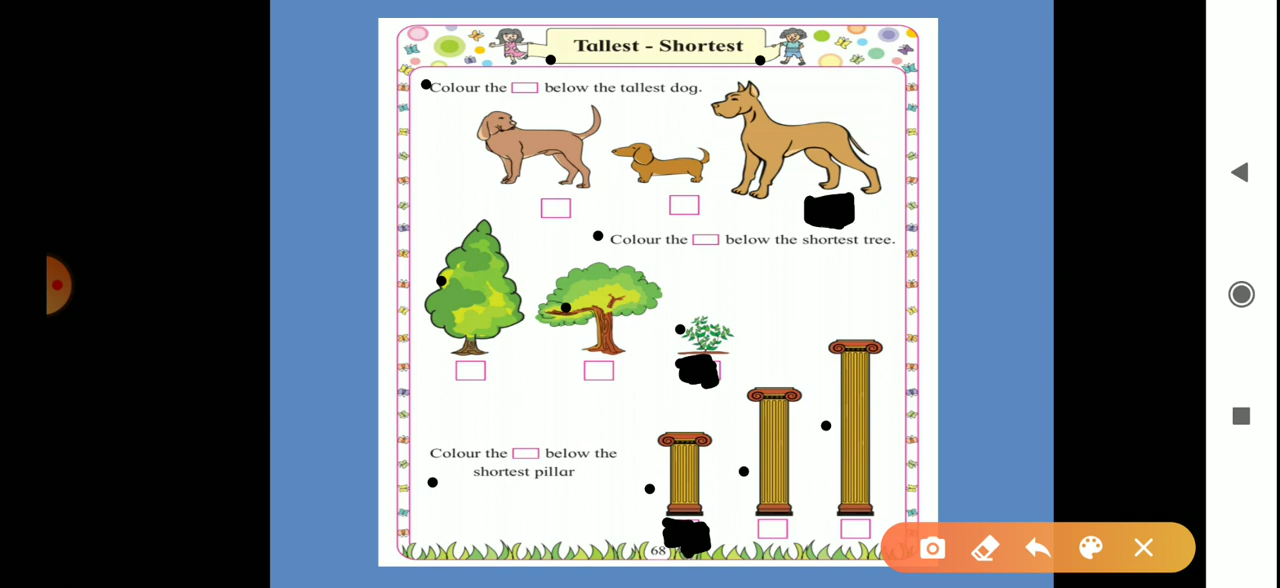 Tallest - Shortest
Colour the below the tallest dog.
Colour the below the shortest tree.
Colour the below the
shortest pillar
68